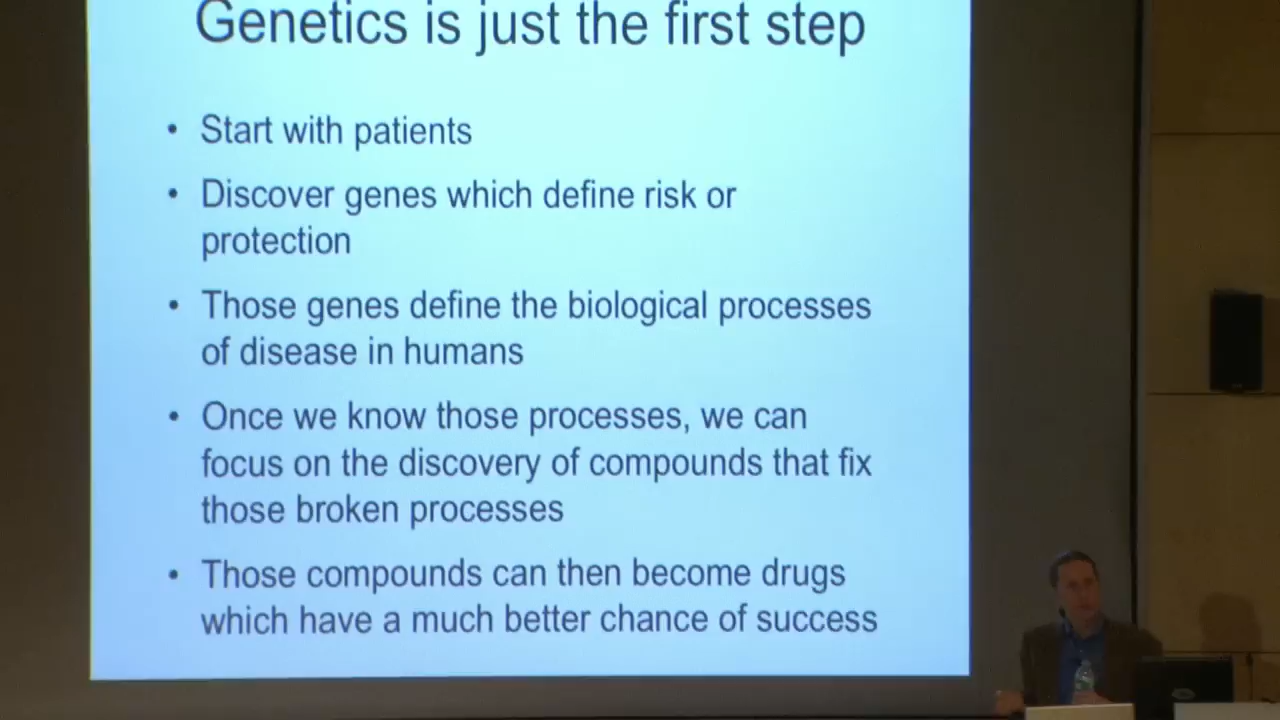 Genetics is just the first step
• Start with patients
• Discover genes which define risk or
protection
• Those genes define the biological processes
of disease in humans
• Once we know those processes, we can
focus on the discovery of compounds that fix
those broken processes
• Those compounds can then become drugs
which have a much better chance of success